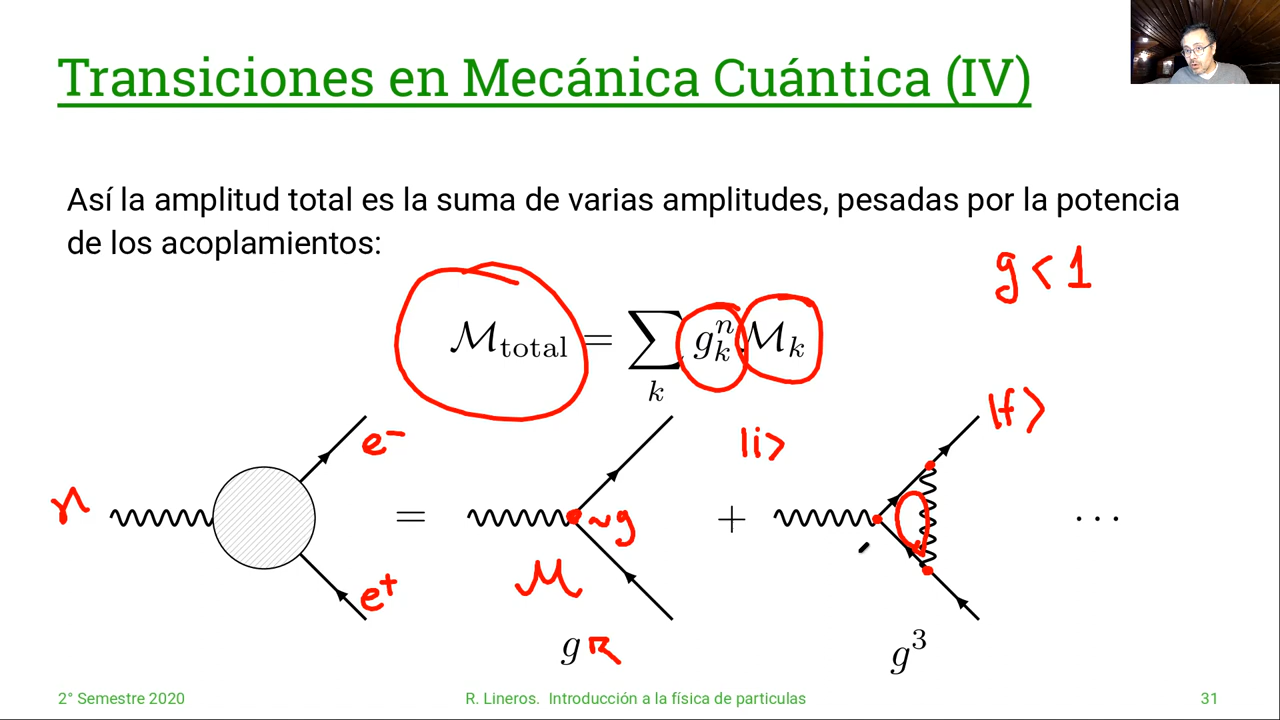 Transiciones en Mecánica Cuántica (IV)
Así la amplitud total es la suma de varias amplitudes, pesadas por la potencia
de los acoplamientos:
g < 1
M_total = ∑_k g_k^n M_k
|f>
e- |i>
= ~g + ...
M
e+
g g^3
2° Semestre 2020 R. Lineros. Introducción a la física de particulas 31